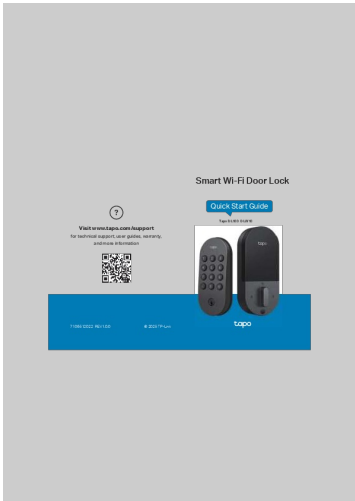 Smart Wi-Fi Door Lock
Quick Start Guide
?
Visit www.tapo.com/support
for technical support, user guides, warranty,
and more information
tapo
tapo
tapo
TP-Link